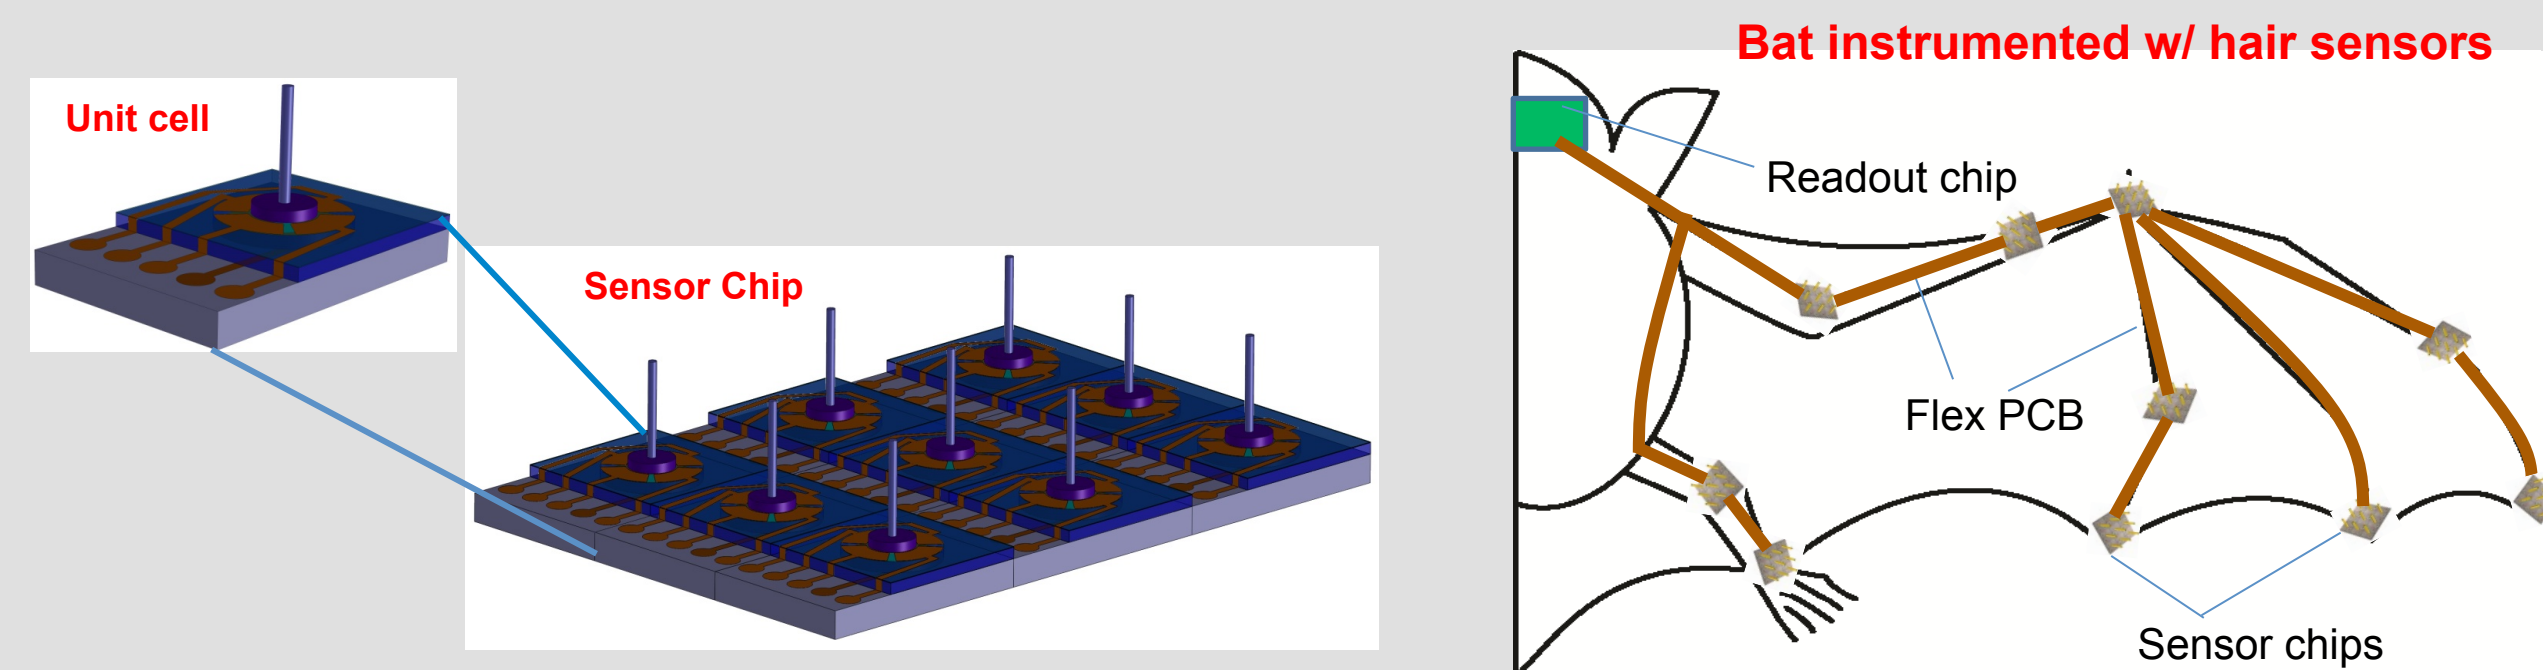 Bat instrumented w/ hair sensors
Unit cell
Readout chip
Sensor Chip
Flex PCB
Sensor chips